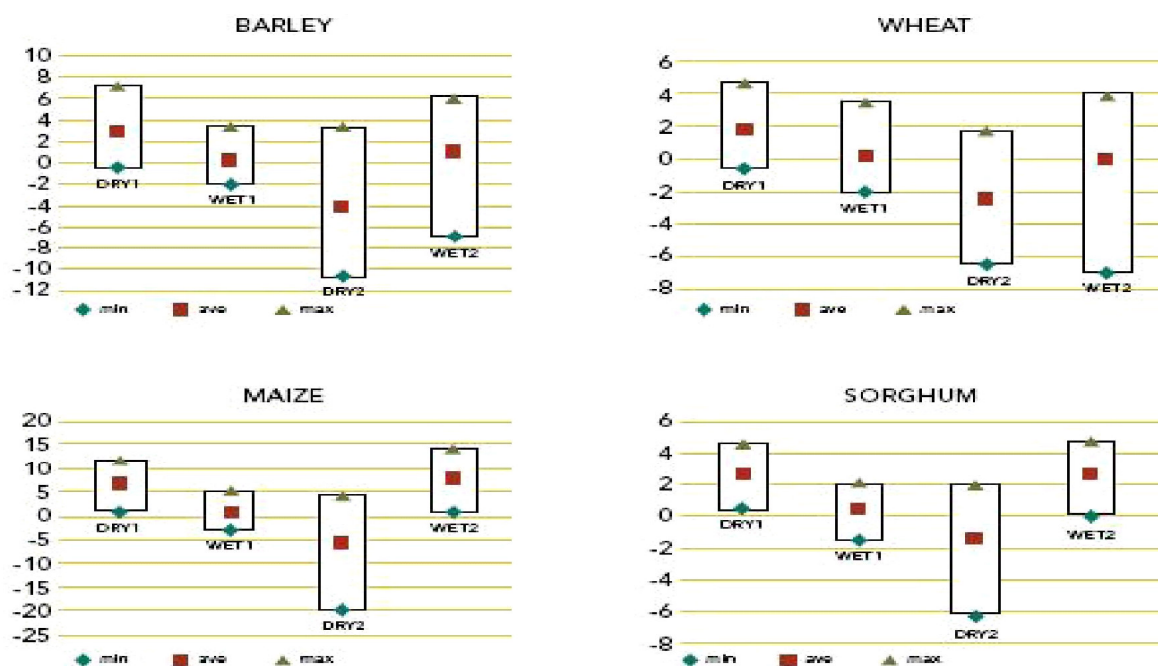 BARLEY
10
8
6
4
2
0
-2
-4
-6
-8
-10
-12
DRY1
WET1
DRY2
WET2
min ave max
WHEAT
6
4
2
0
-2
-4
-6
-8
DRY1
WET1
DRY2
WET2
min ave max
MAIZE
20
15
10
5
0
-5
-10
-15
-20
-25
DRY1
WET1
DRY2
WET2
min ave max
SORGHUM
6
4
2
0
-2
-4
-6
-8
DRY1
WET1
DRY2
WET2
min ave max